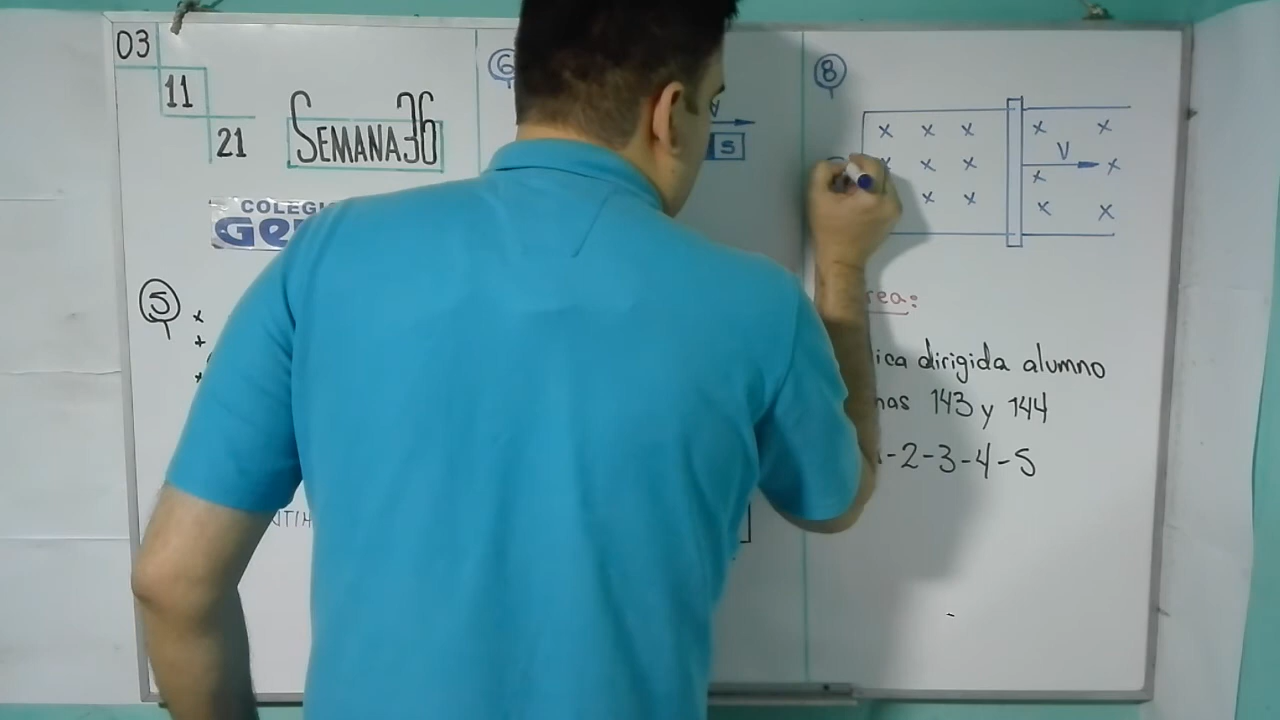 03
11
21
SEMANA 36
COLEGI
Ge
5
x
+
x
6
V
S
8
x x x x x
V
x x x x x
x x x x
rea:
ica dirigida alumno
nas 143 y 144
-2-3-4-5